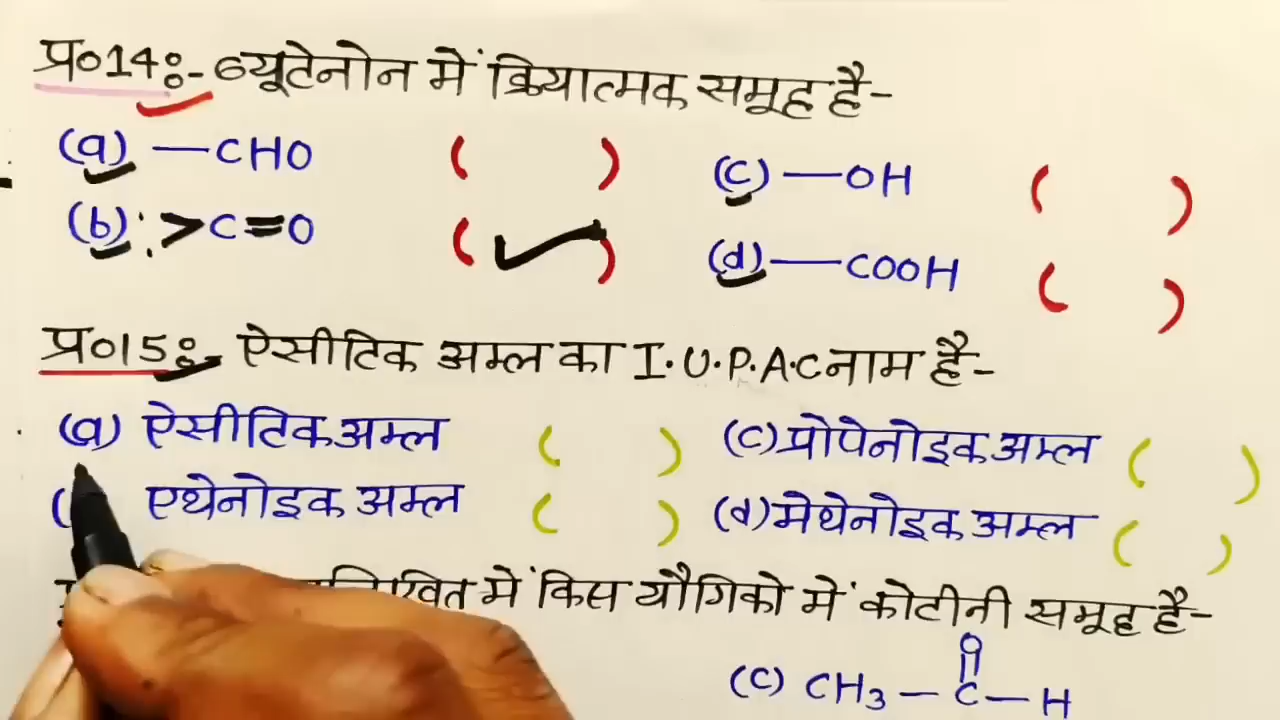 प्र०14:- ब्यूटेनोन में क्रियात्मक समूह है-
(a) —CHO ( ) (c) —OH ( )
(b) >C=O ( ✓ ) (d) —COOH ( )
प्र०15:- ऐसीटिक अम्ल का I.U.P.A.C नाम है-
(a) ऐसीटिक अम्ल ( ) (C) प्रोपेनोइक अम्ल ( )
( एथेनोइक अम्ल ( ) (d) मेथेनोइक अम्ल ( )
में किस यौगिको में कोटीनी समूह है-
(C) CH3 — C — H
O